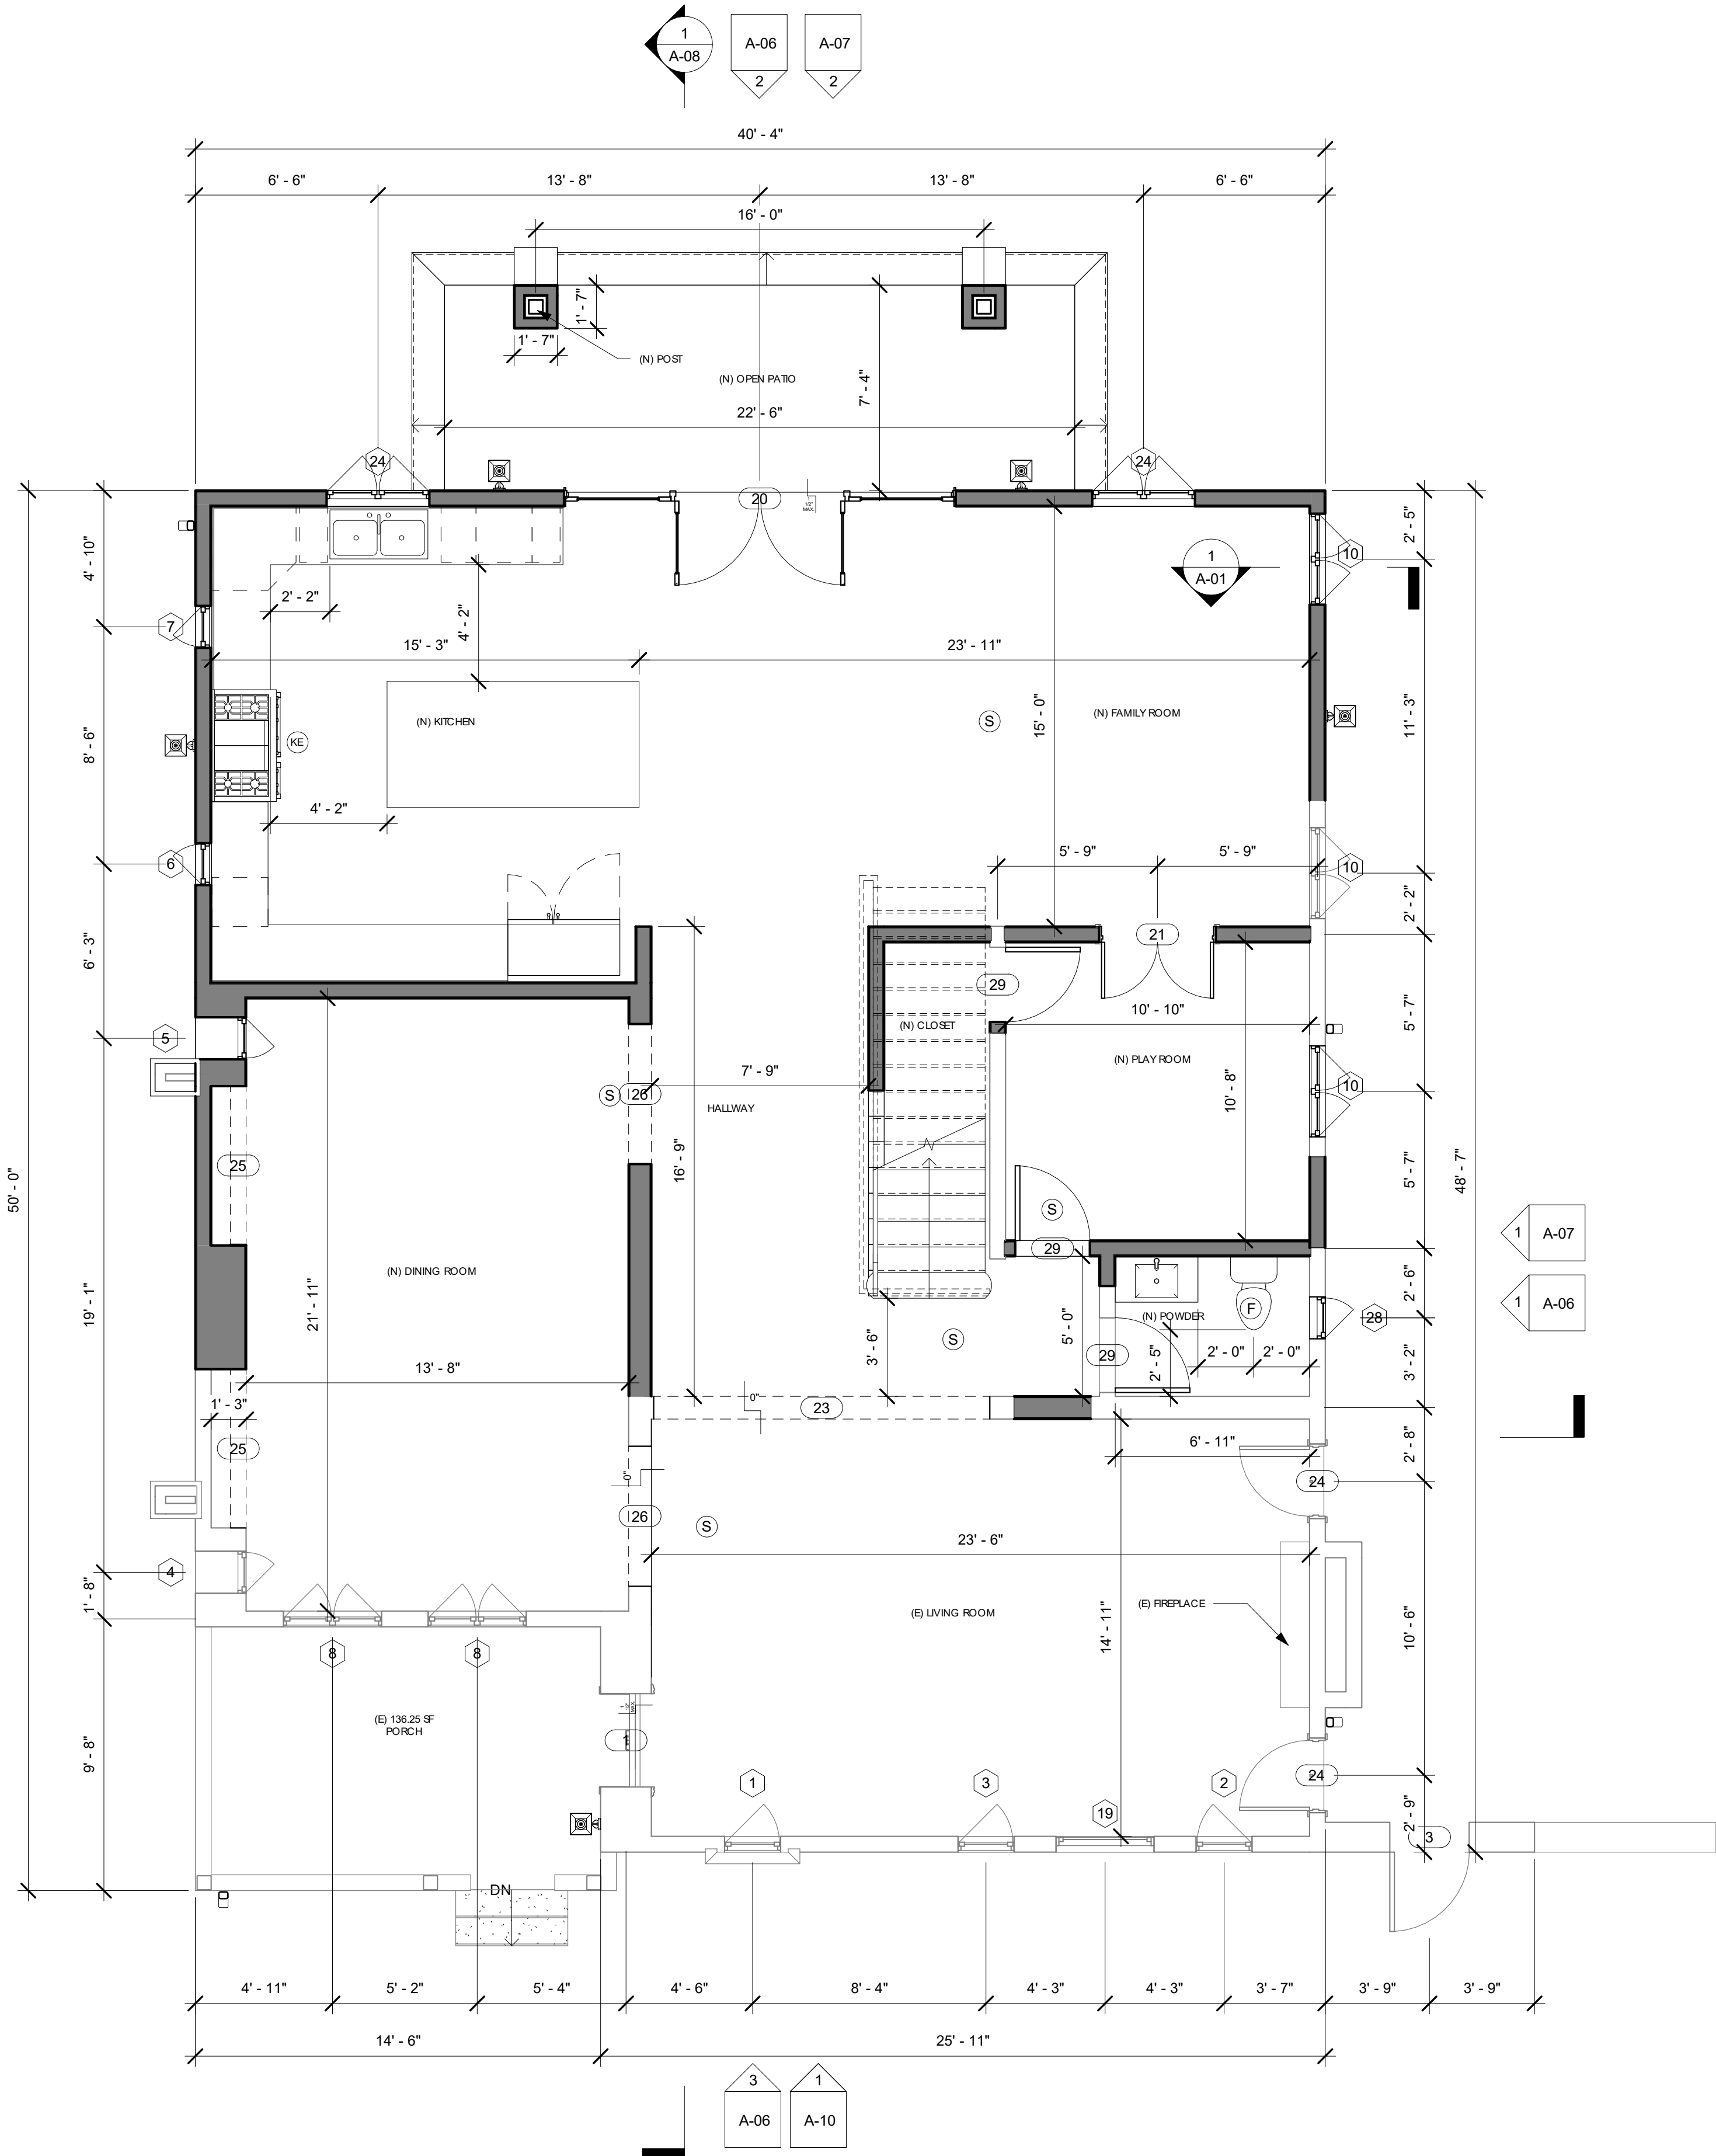 1
A-08
A-06
2
A-07
2
40' - 4"
6' - 6"
13' - 8"
13' - 8"
6' - 6"
16' - 0"
1' - 7"
1' - 7"
(N) POST
(N) OPEN PATIO
7' - 4"
22' - 6"
24
24
20
1/2"
MAX.
4' - 10"
2' - 5"
10
1
A-01
2' - 2"
4' - 2"
7
15' - 3"
23' - 11"
(N) KITCHEN
S
15' - 0"
(N) FAMILY ROOM
11' - 3"
KE
8' - 6"
4' - 2"
6
5' - 9"
5' - 9"
10
2' - 2"
6' - 3"
21
29
10' - 10"
5' - 7"
5
(N) CLOSET
(N) PLAY ROOM
7' - 9"
S
26
HALLWAY
10' - 8"
10
25
16' - 9"
50' - 0"
5' - 7"
48' - 7"
S
29
1
A-07
(N) DINING ROOM
21' - 11"
19' - 1"
2' - 6"
1
A-06
F
(N) POWDER
28
S
5' - 0"
3' - 6"
29
2' - 5"
2' - 0"
2' - 0"
3' - 2"
13' - 8"
1' - 3"
0"
23
25
6' - 11"
2' - 8"
0"
24
26
S
23' - 6"
4
1' - 8"
(E) LIVING ROOM
(E) FIREPLACE
14' - 11"
10' - 6"
8
8
(E) 136.25 SF
PORCH
1
1/2"
MAX.
9' - 8"
1
3
2
24
19
2' - 9"
3
DN
4' - 11"
5' - 2"
5' - 4"
4' - 6"
8' - 4"
4' - 3"
4' - 3"
3' - 7"
3' - 9"
3' - 9"
14' - 6"
25' - 11"
3
A-06
1
A-10